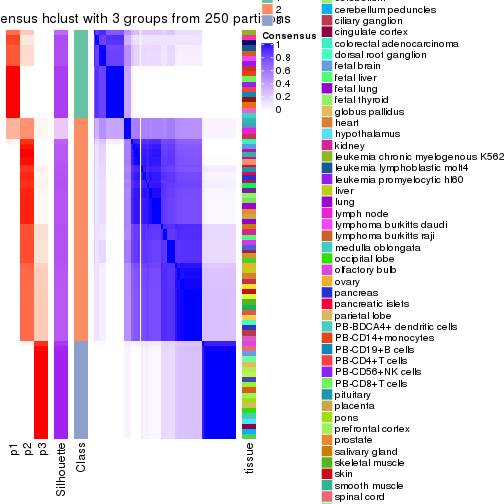 ensus hclust with 3 groups from 250 parti
2
Consensus
1
0.8
0.6
0.4
0.2
0
p1
p2
p3
Silhouette
Class
tissue
cerebellum peduncles
ciliary ganglion
cingulate cortex
colorectal adenocarcinoma
dorsal root ganglion
fetal brain
fetal liver
fetal lung
fetal thyroid
globus pallidus
heart
hypothalamus
kidney
leukemia chronic myelogenous K562
leukemia lymphoblastic molt4
leukemia promyelocytic hl60
liver
lung
lymph node
lymphoma burkitts daudi
lymphoma burkitts raji
medulla oblongata
occipital lobe
olfactory bulb
ovary
pancreas
pancreatic islets
parietal lobe
PB-BDCA4+ dendritic cells
PB-CD14+monocytes
PB-CD19+B cells
PB-CD4+T cells
PB-CD56+NK cells
PB-CD8+T cells
pituitary
placenta
pons
prefrontal cortex
prostate
salivary gland
skeletal muscle
skin
smooth muscle
spinal cord